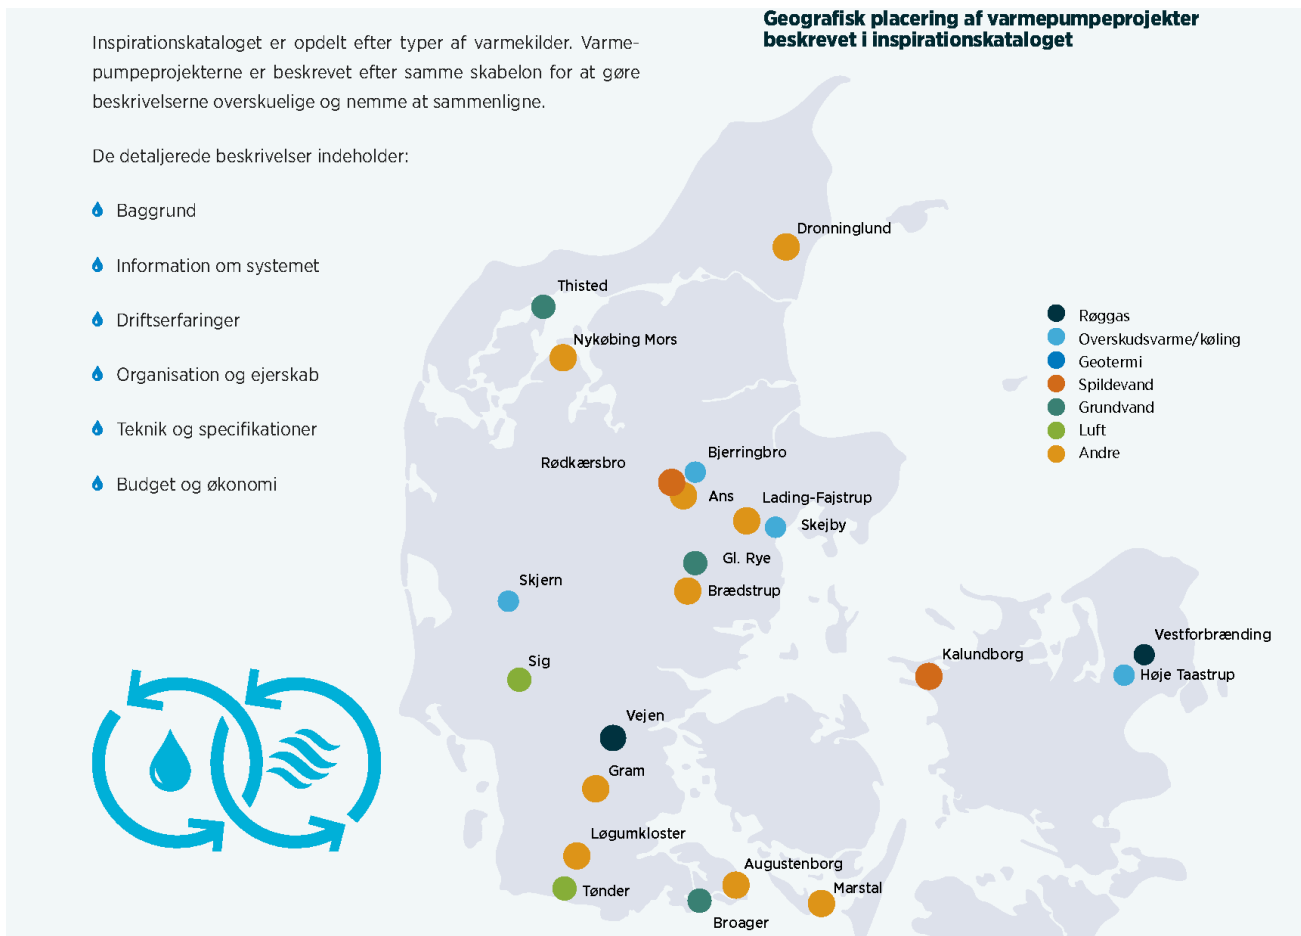 Geografisk placering af varmepumpeprojekter
beskrevet i inspirationskataloget
Inspirationskataloget er opdelt efter typer af varmekilder. Varme-
pumpeprojekterne er beskrevet efter samme skabelon for at gøre
beskrivelserne overskuelige og nemme at sammenligne.
De detaljerede beskrivelser indeholder:
Baggrund
Information om systemet
Driftserfaringer
Organisation og ejerskab
Teknik og specifikationer
Budget og økonomi
Dronninglund
Thisted
Nykøbing Mors
Røggas
Overskudsvarme/køling
Geotermi
Spildevand
Grundvand
Luft
Andre
Bjerringbro
Rødkærsbro
Ans
Lading-Fajstrup
Skejby
Gl. Rye
Skjern
Brædstrup
Vestforbrænding
Kalundborg
Sig
Høje Taastrup
Vejen
Gram
Løgumkloster
Augustenborg
Tønder
Marstal
Broager